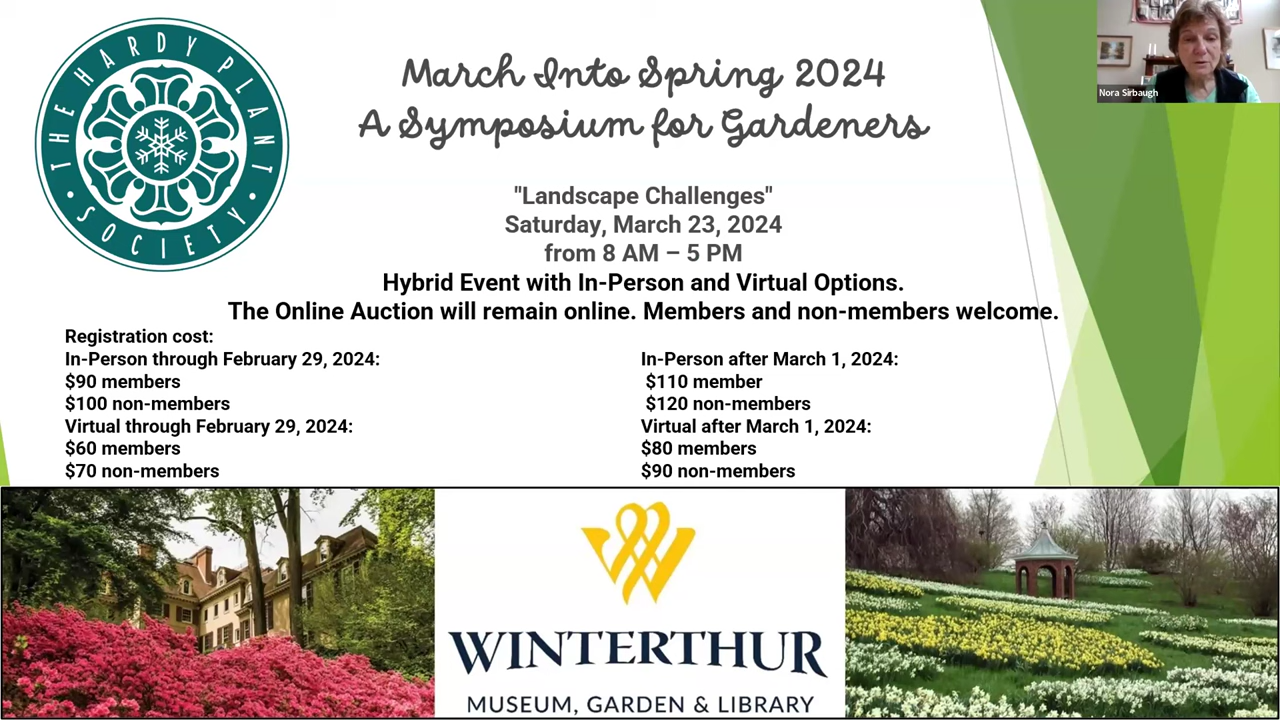 THE HARDY PLANT
SOCIETY
March Into Spring 2024
A Symposium for Gardeners
Nora Sirbaugh
"Landscape Challenges"
Saturday, March 23, 2024
from 8 AM – 5 PM
Hybrid Event with In-Person and Virtual Options.
The Online Auction will remain online. Members and non-members welcome.
Registration cost:
In-Person through February 29, 2024:
$90 members
$100 non-members
Virtual through February 29, 2024:
$60 members
$70 non-members
In-Person after March 1, 2024:
$110 member
$120 non-members
Virtual after March 1, 2024:
$80 members
$90 non-members
WINTERTHUR
MUSEUM, GARDEN & LIBRARY